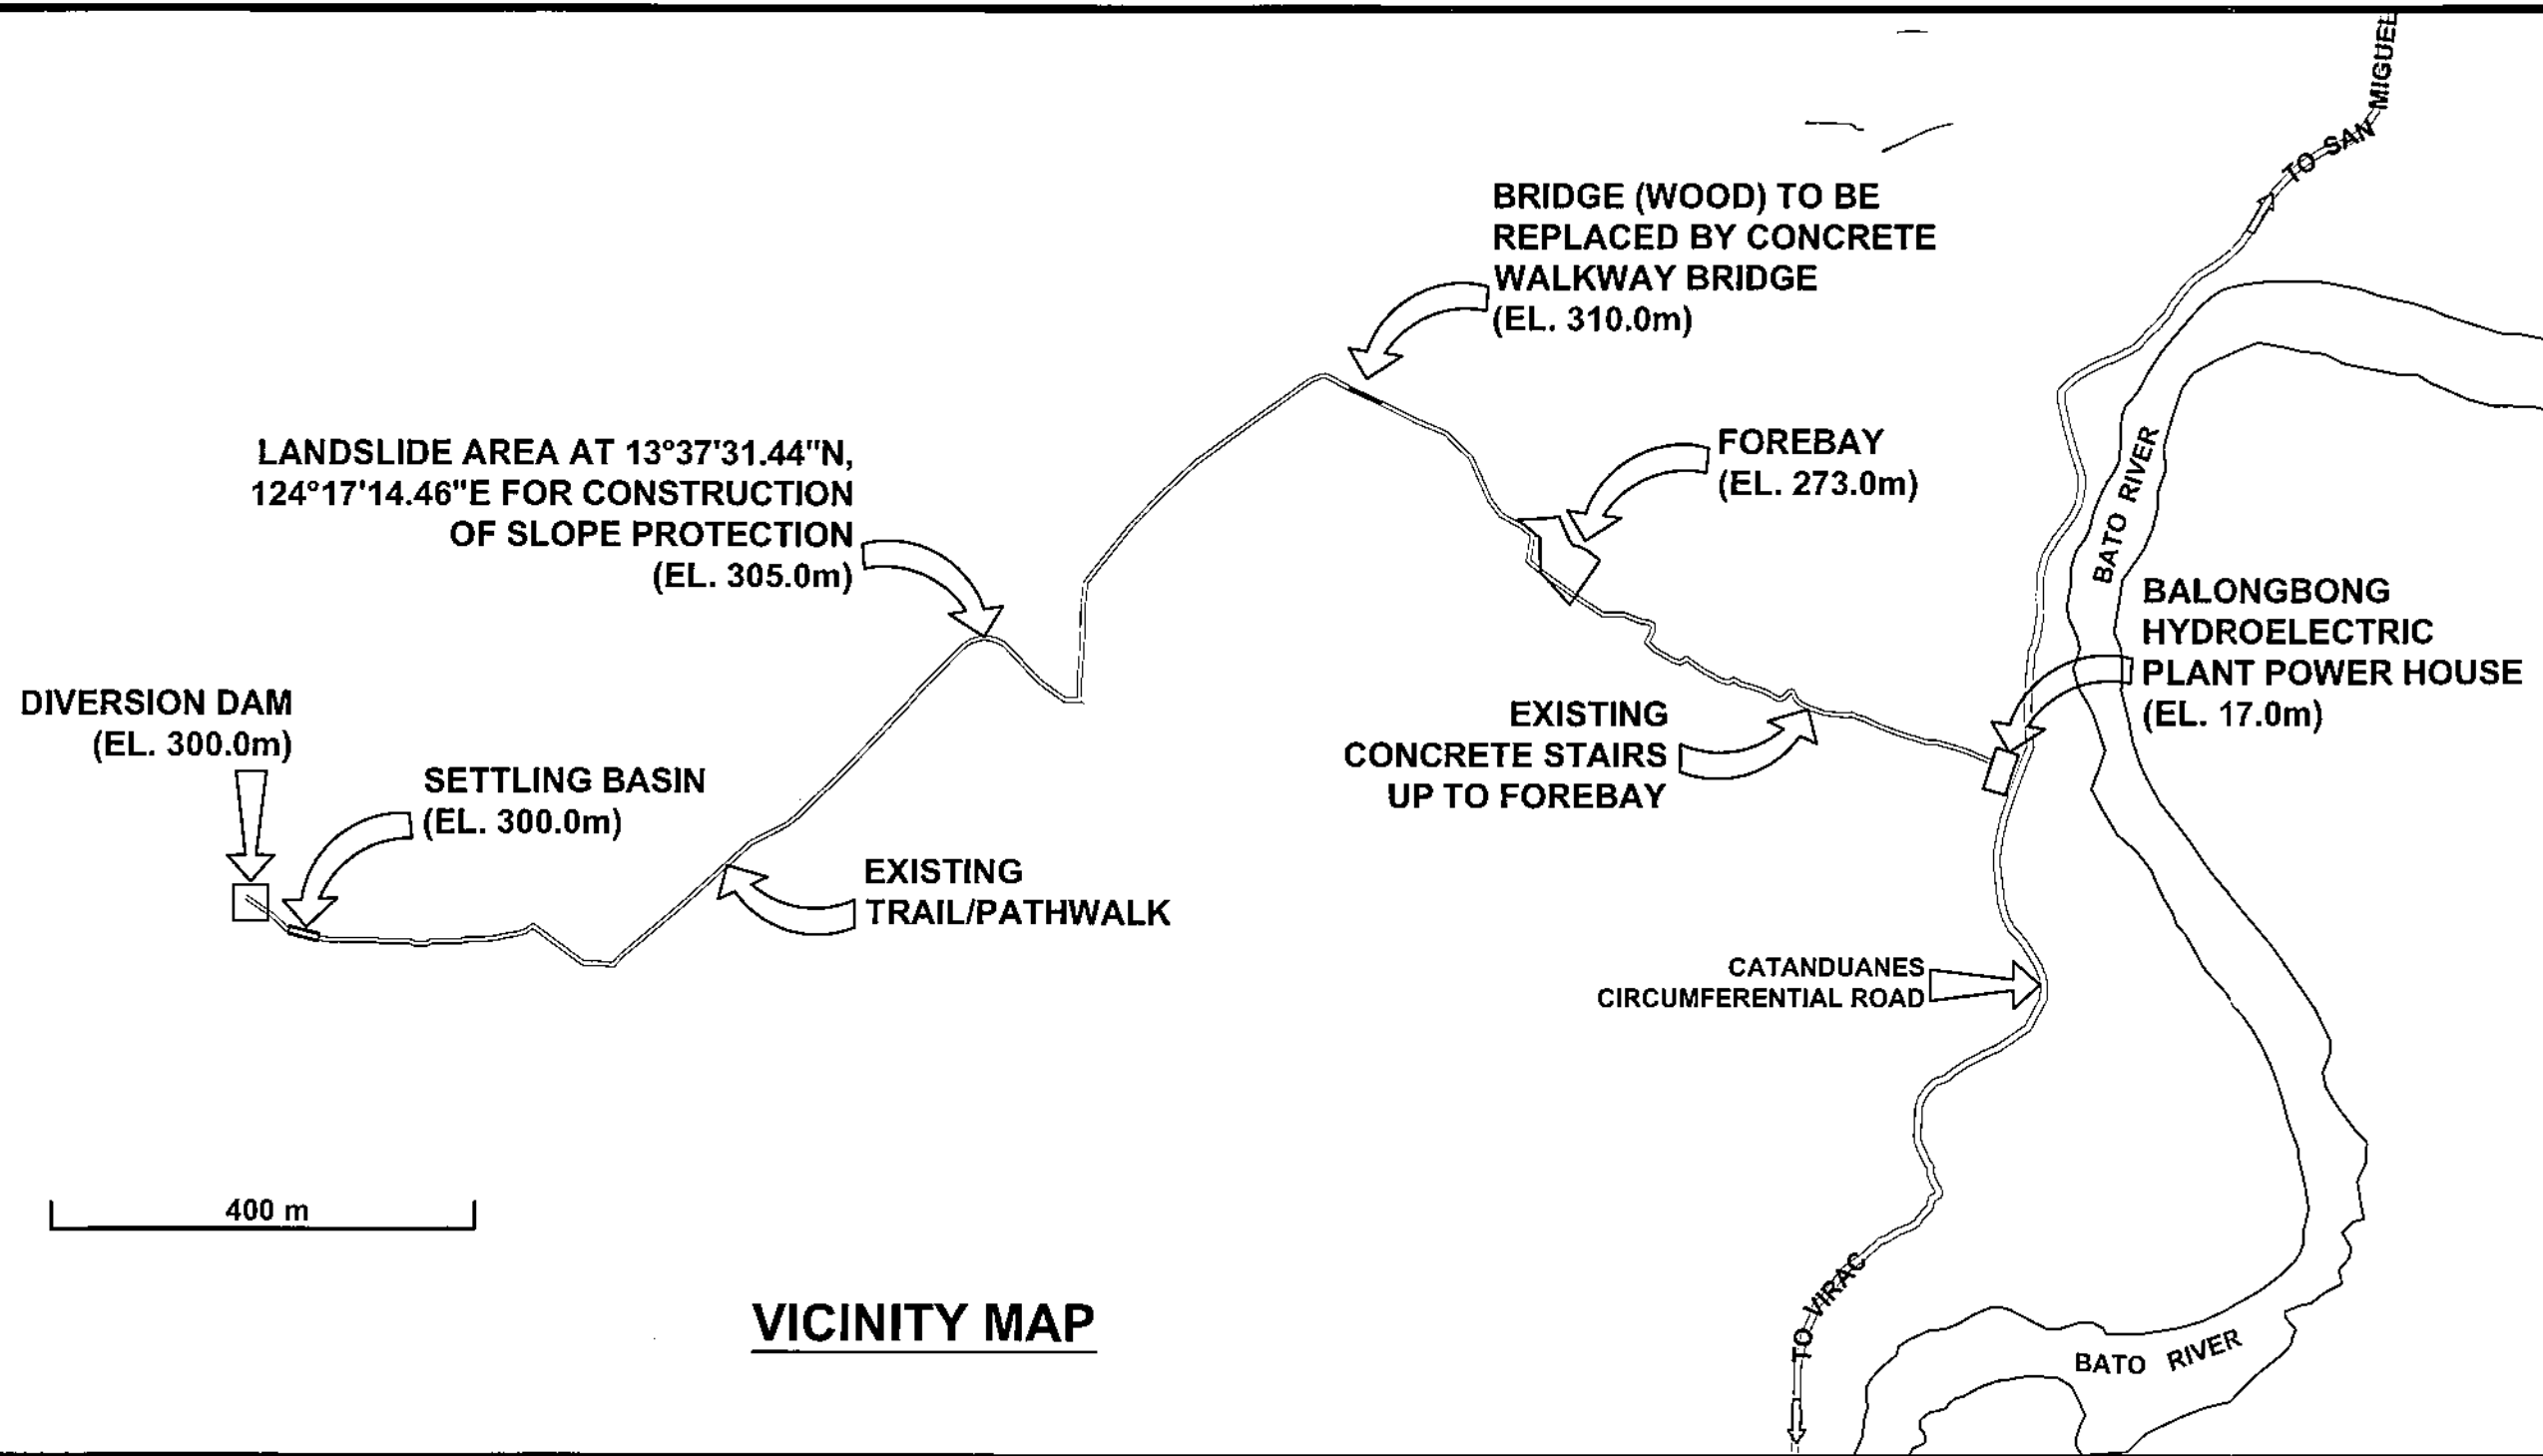 TO SAN MIGUEL
BRIDGE (WOOD) TO BE
REPLACED BY CONCRETE
WALKWAY BRIDGE
(EL. 310.0m)
FOREBAY
(EL. 273.0m)
LANDSLIDE AREA AT 13°37'31.44"N,
124°17'14.46"E FOR CONSTRUCTION
OF SLOPE PROTECTION
(EL. 305.0m)
BATO RIVER
BALONGBONG
HYDROELECTRIC
PLANT POWER HOUSE
(EL. 17.0m)
DIVERSION DAM
(EL. 300.0m)
SETTLING BASIN
(EL. 300.0m)
EXISTING
CONCRETE STAIRS
UP TO FOREBAY
EXISTING
TRAIL/PATHWALK
CATANDUANES
CIRCUMFERENTIAL ROAD
400 m
TO VIRAC
VICINITY MAP
BATO RIVER